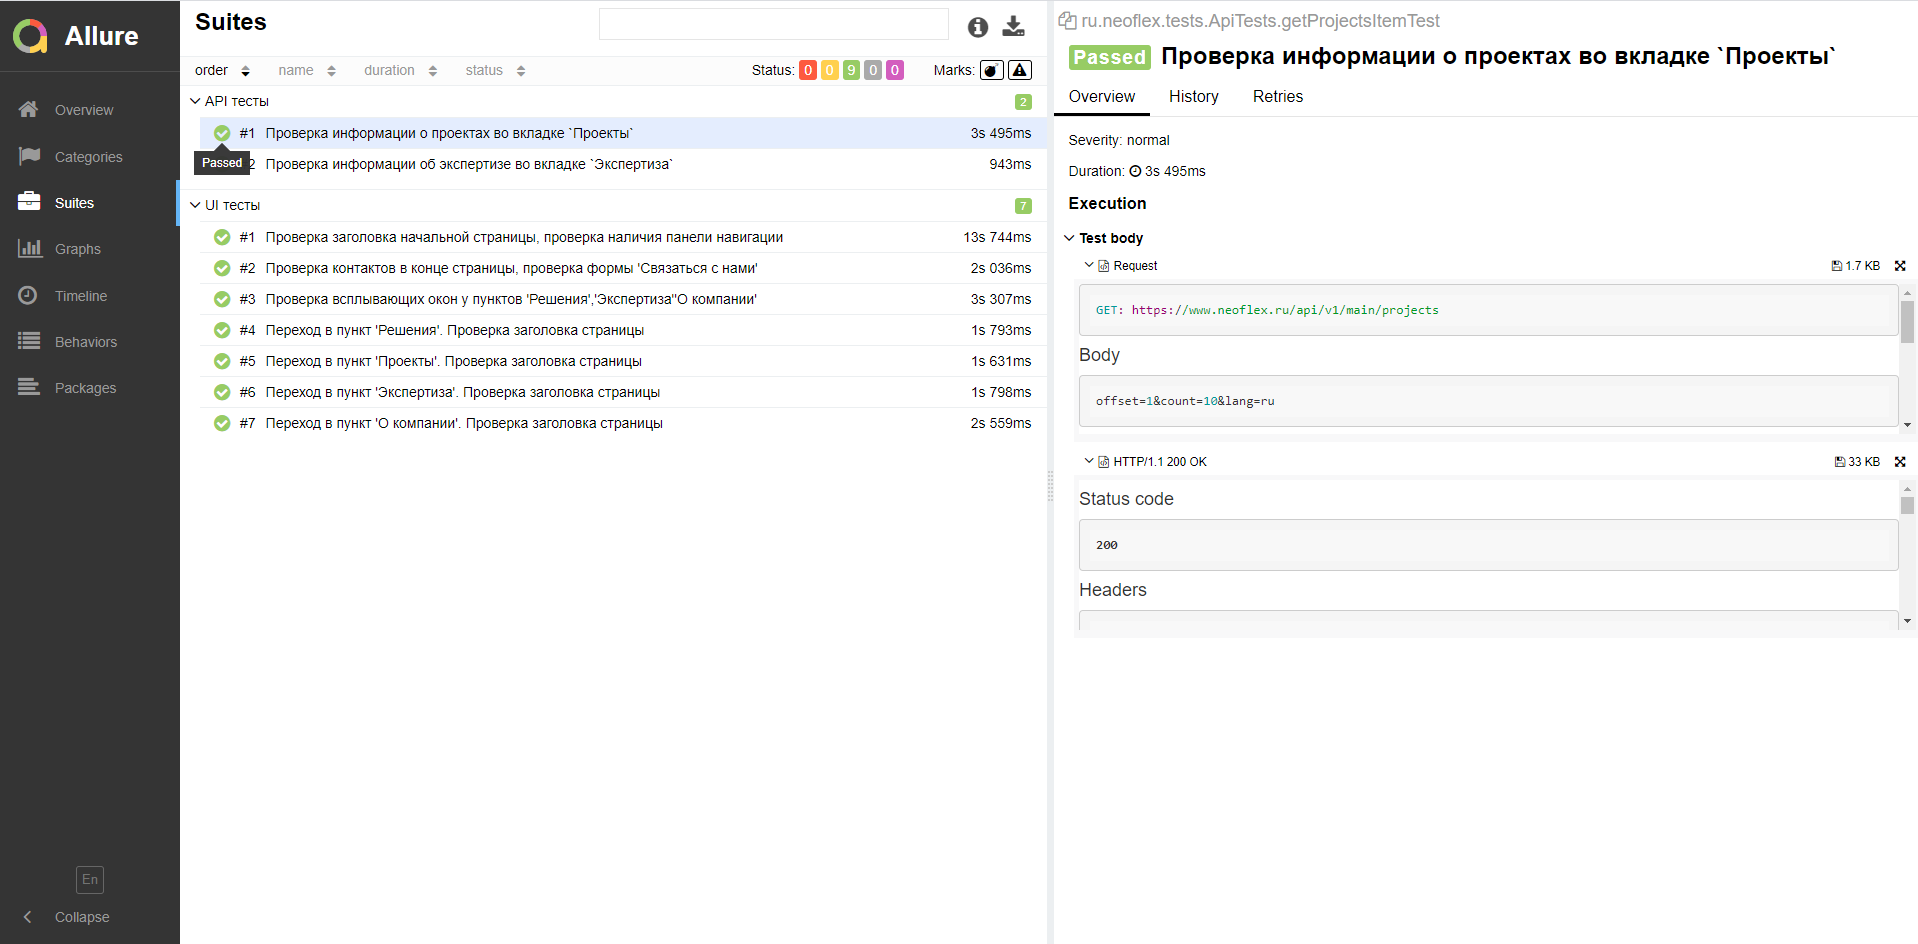 Allure
Overview
Categories
Suites
Graphs
Timeline
Behaviors
Packages
En
Collapse
Suites
order name duration status Status: 0 0 9 0 0 Marks:
API тесты 2
#1 Проверка информации о проектах во вкладке `Проекты` 3s 495ms
Passed
2 Проверка информации об экспертизе во вкладке `Экспертиза` 943ms
UI тесты 7
#1 Проверка заголовка начальной страницы, проверка наличия панели навигации 13s 744ms
#2 Проверка контактов в конце страницы, проверка формы 'Связаться с нами' 2s 036ms
#3 Проверка всплывающих окон у пунктов 'Решения','Экспертиза''О компании' 3s 307ms
#4 Переход в пункт 'Решения'. Проверка заголовка страницы 1s 793ms
#5 Переход в пункт 'Проекты'. Проверка заголовка страницы 1s 631ms
#6 Переход в пункт 'Экспертиза'. Проверка заголовка страницы 1s 798ms
#7 Переход в пункт 'О компании'. Проверка заголовка страницы 2s 559ms
ru.neoflex.tests.ApiTests.getProjectsItemTest
Passed Проверка информации о проектах во вкладке `Проекты`
Overview History Retries
Severity: normal
Duration: 3s 495ms
Execution
Test body
Request 1.7 KB
GET: https://www.neoflex.ru/api/v1/main/projects
Body
offset=1&count=10&lang=ru
HTTP/1.1 200 OK 33 KB
Status code
200
Headers